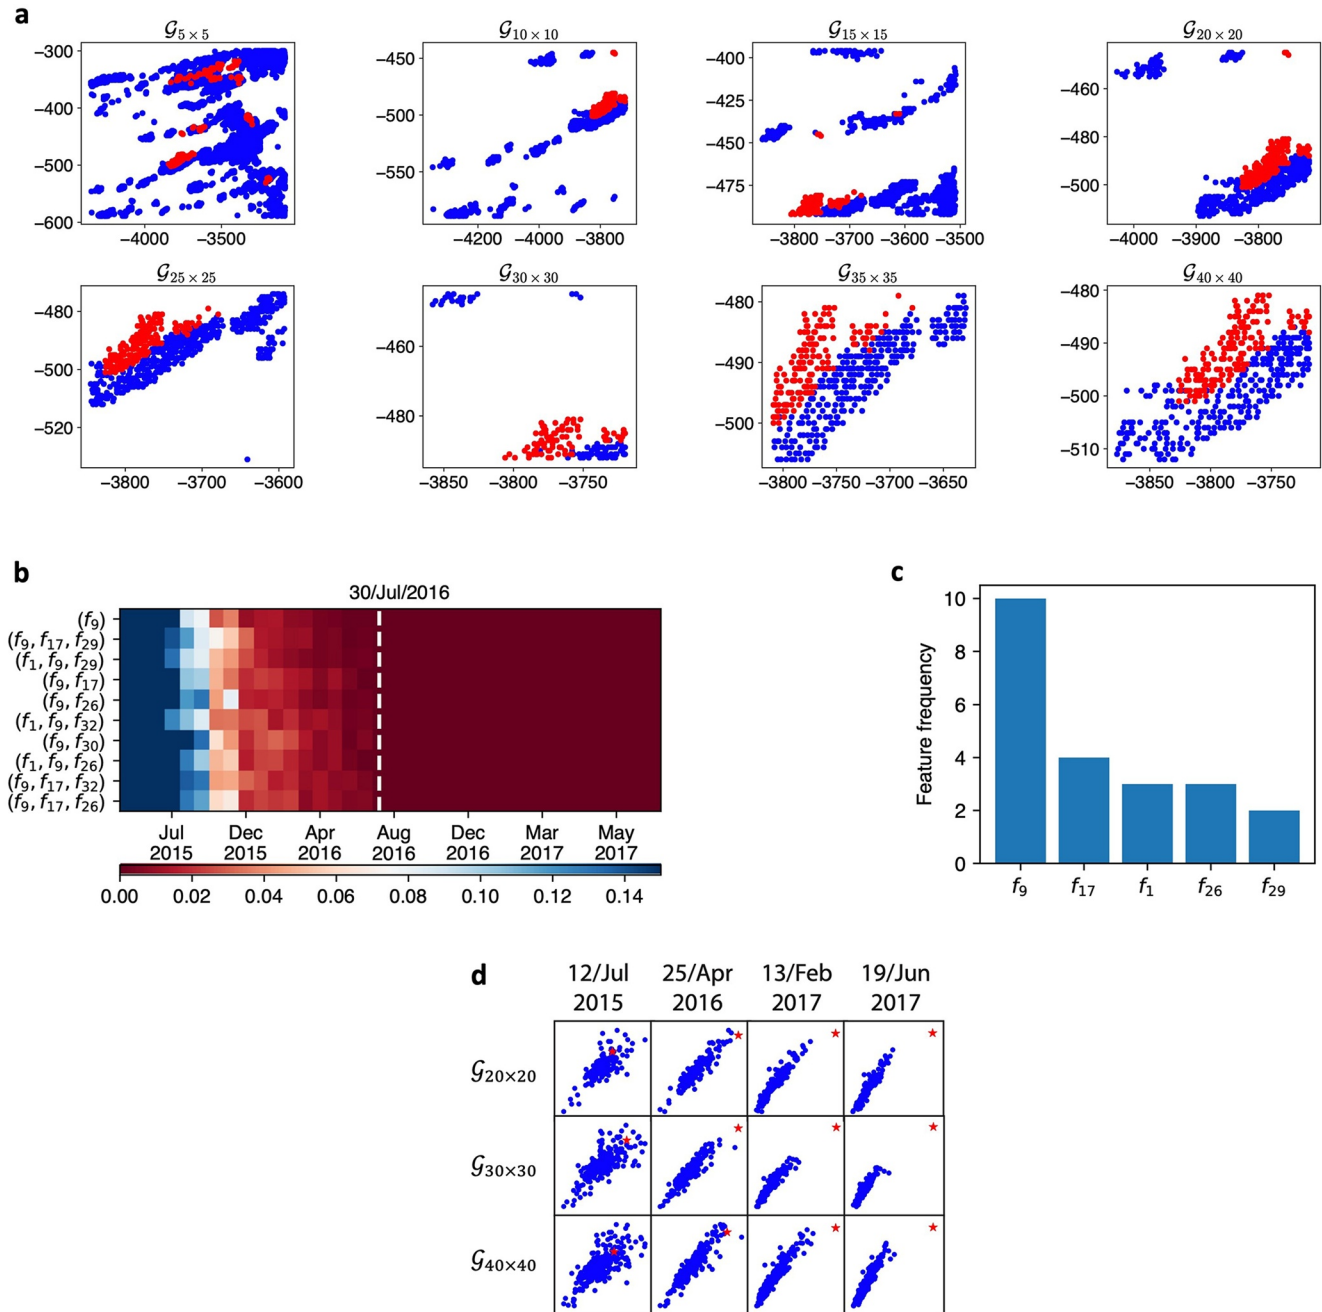 a
𝒢5 × 5
−300
−400
−500
−600
−4000 −3500
𝒢10 × 10
−450
−500
−550
−4200 −4000 −3800
𝒢15 × 15
−400
−425
−450
−475
−3800 −3700 −3600 −3500
𝒢20 × 20
−460
−480
−500
−4000 −3900 −3800
𝒢25 × 25
−480
−500
−520
−3800 −3700 −3600
𝒢30 × 30
−460
−480
−3850 −3800 −3750
𝒢35 × 35
−480
−490
−500
−3800 −3750 −3700 −3650
𝒢40 × 40
−480
−490
−500
−510
−3850 −3800 −3750
b
30/Jul/2016
(f9)
(f9, f17, f29)
(f1, f9, f29)
(f9, f17)
(f9, f26)
(f1, f9, f32)
(f9, f30)
(f1, f9, f26)
(f9, f17, f32)
(f9, f17, f26)
Jul Dec Apr Aug Dec Mar May
2015 2015 2016 2016 2016 2017 2017
0.00 0.02 0.04 0.06 0.08 0.10 0.12 0.14
c
Feature frequency
10
8
6
4
2
0
f9 f17 f1 f26 f29
d
12/Jul 25/Apr 13/Feb 19/Jun
2015 2016 2017 2017
𝒢20×20
𝒢30×30
𝒢40×40